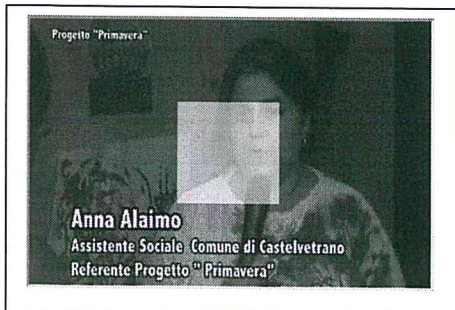 Progetto "Primavera"
Anna Alaimo
Assistente Sociale Comune di Castelvetrano
Referente Progetto " Primavera"